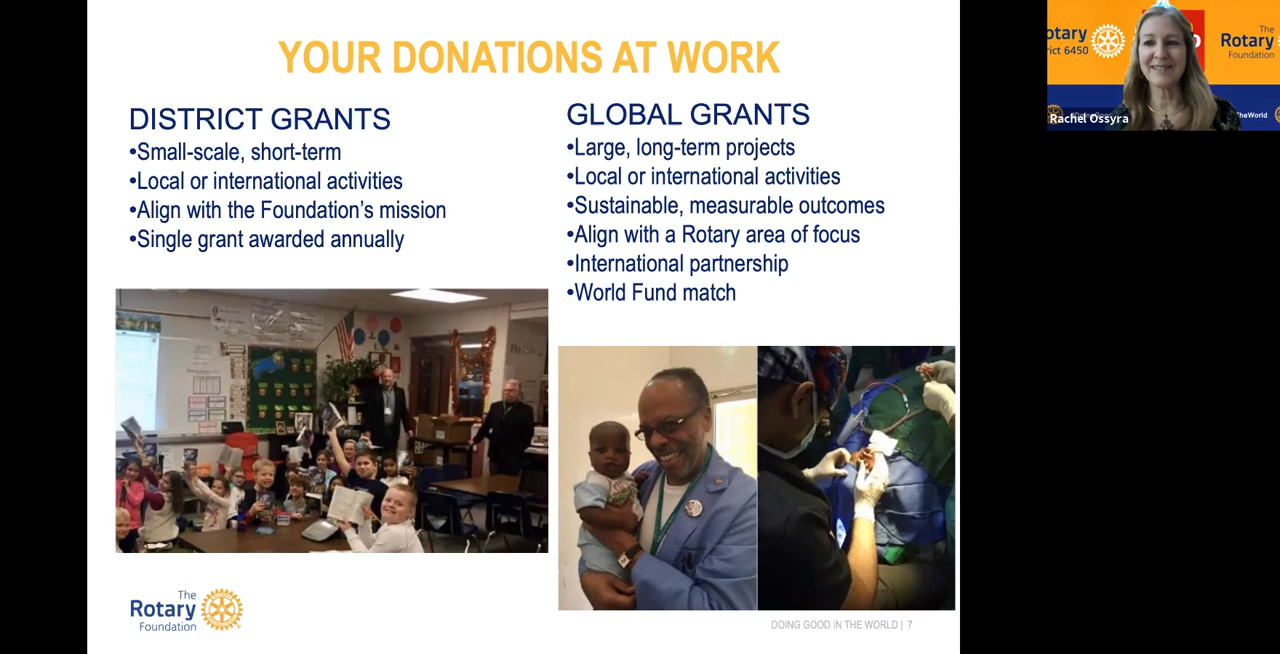 YOUR DONATIONS AT WORK
DISTRICT GRANTS
•Small-scale, short-term
•Local or international activities
•Align with the Foundation’s mission
•Single grant awarded annually
GLOBAL GRANTS
•Large, long-term projects
•Local or international activities
•Sustainable, measurable outcomes
•Align with a Rotary area of focus
•International partnership
•World Fund match
The
Rotary
Foundation
DOING GOOD IN THE WORLD | 7
otary
rict 6450
The
Rotary
Foundation
Rachel Ossyra
TheWorld